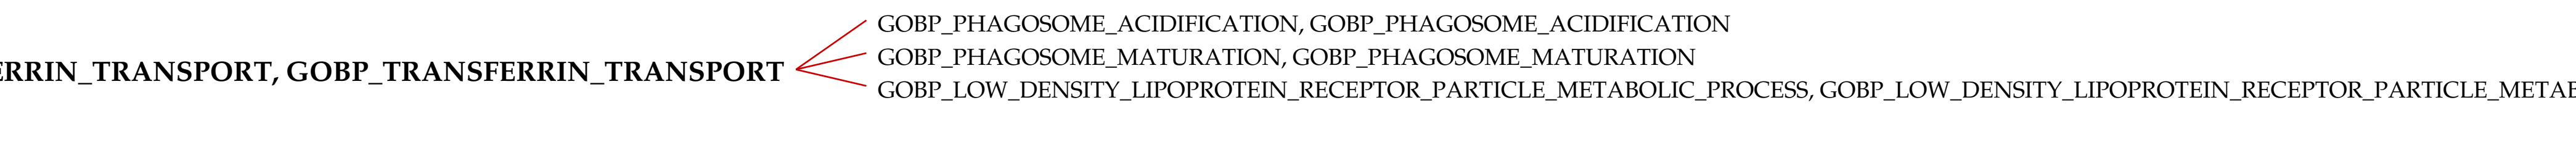 GOBP_PHAGOSOME_ACIDIFICATION, GOBP_PHAGOSOME_ACIDIFICATION
ERRIN_TRANSPORT, GOBP_TRANSFERRIN_TRANSPORT
GOBP_PHAGOSOME_MATURATION, GOBP_PHAGOSOME_MATURATION
GOBP_LOW_DENSITY_LIPOPROTEIN_RECEPTOR_PARTICLE_METABOLIC_PROCESS, GOBP_LOW_DENSITY_LIPOPROTEIN_RECEPTOR_PARTICLE_METAB